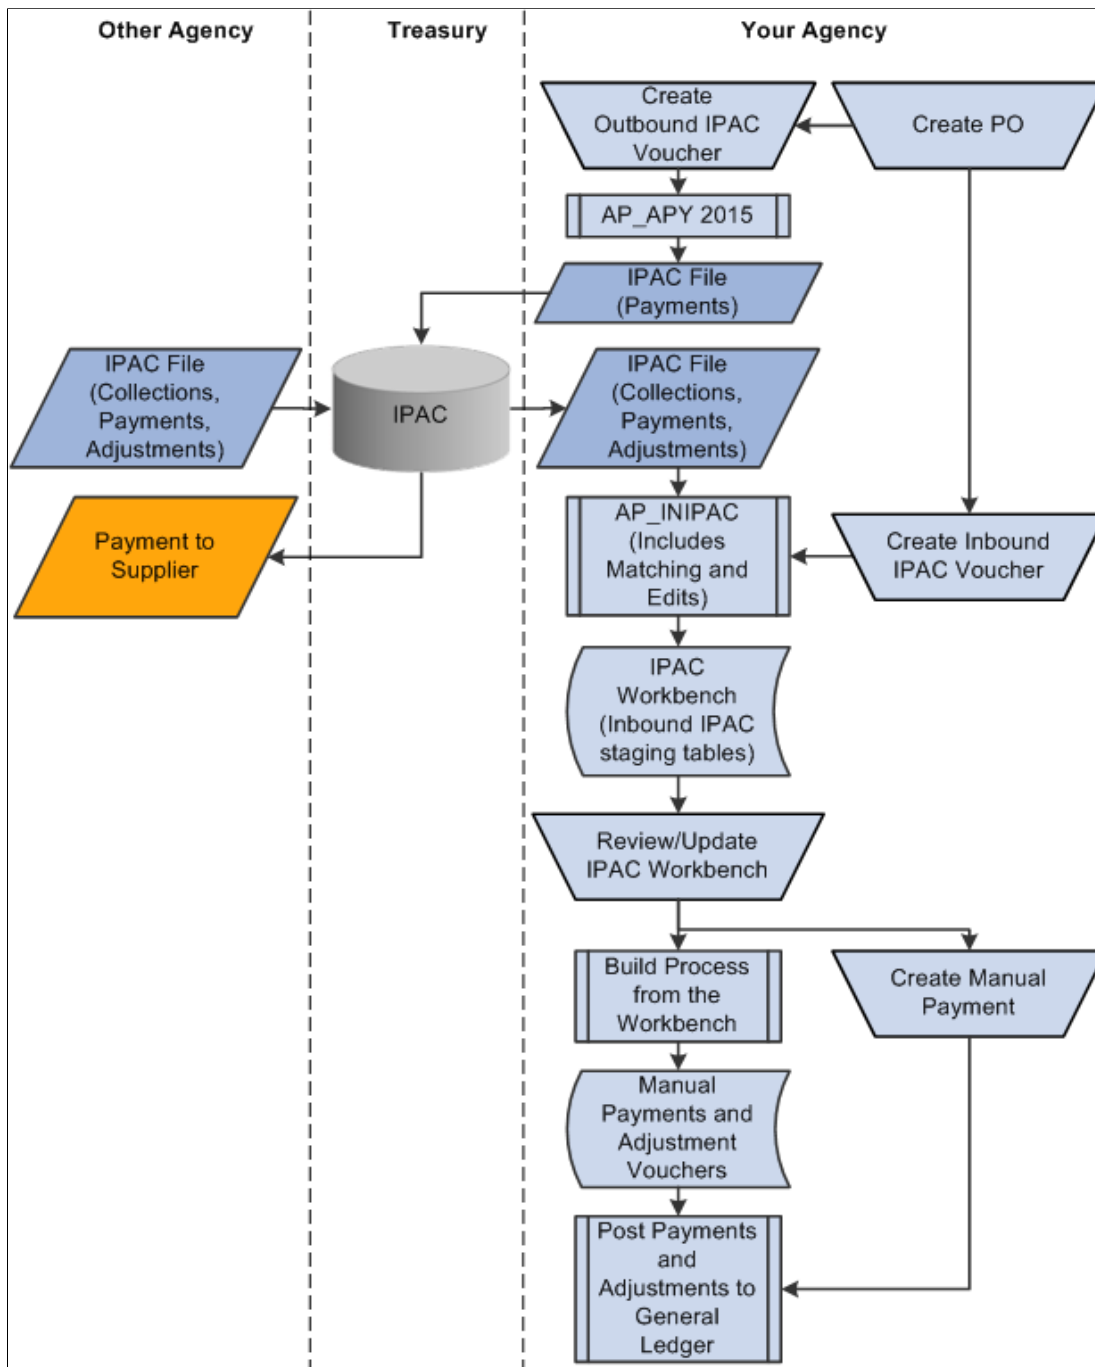 Other Agency
Treasury
Your Agency
Create
Outbound IPAC
Voucher
Create PO
AP_APY 2015
IPAC File
(Payments)
IPAC File
(Collections,
Payments,
Adjustments)
IPAC
IPAC File
(Collections,
Payments,
Adjustments)
Payment to
Supplier
AP_INIPAC
(Includes
Matching and
Edits)
Create Inbound
IPAC Voucher
IPAC
Workbench
(Inbound IPAC
staging tables)
Review/Update
IPAC Workbench
Build Process
from the
Workbench
Create Manual
Payment
Manual
Payments and
Adjustment
Vouchers
Post Payments
and
Adjustments to
General
Ledger